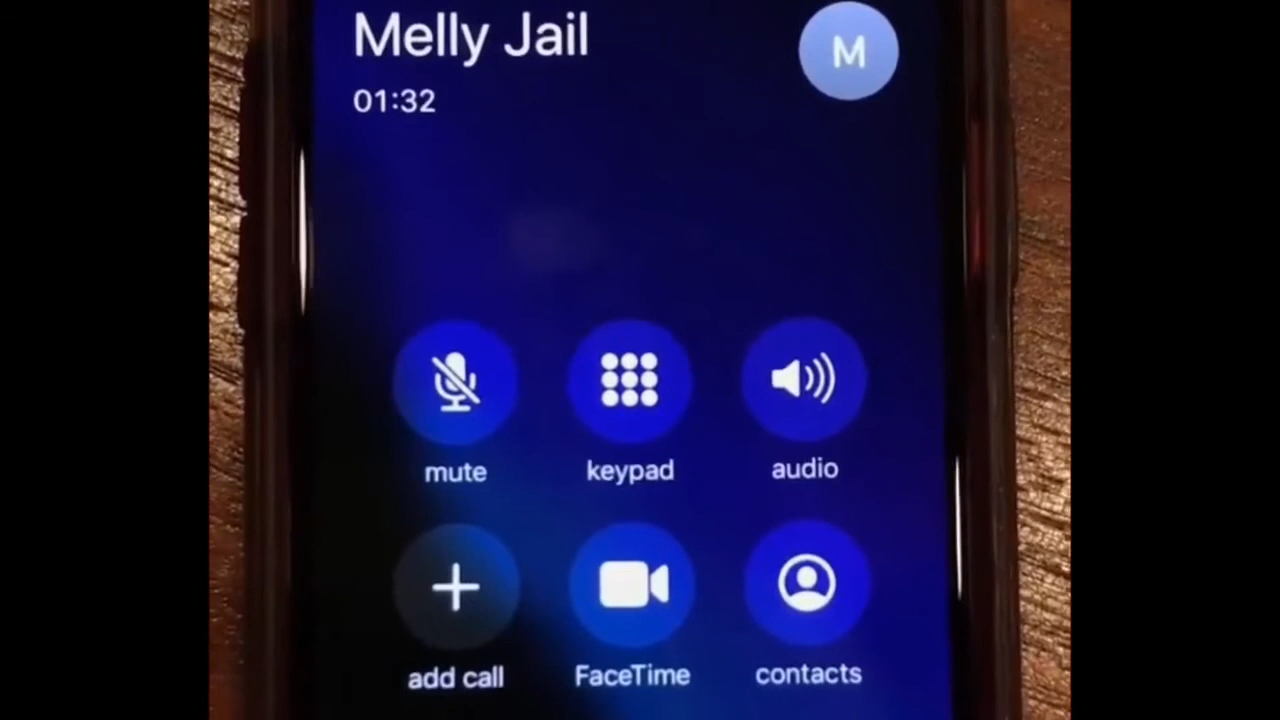 Melly Jail
M
01:32
mute
keypad
audio
add call
FaceTime
contacts